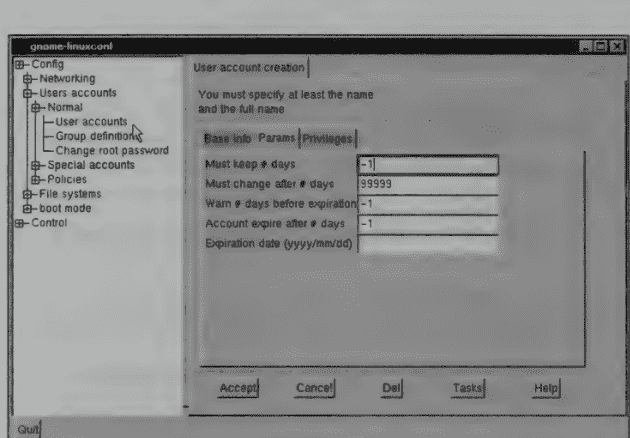 gnome-linuxconf
Config
Networking
Users accounts
Normal
User accounts
Group definition
Change root password
Special accounts
Policies
File systems
boot mode
Control
User account creation
You must specify at least the name
and the full name
Base info Params Privileges
Must keep # days -1
Must change after # days 99999
Warn # days before expiration -1
Account expire after # days -1
Expiration date (yyyy/mm/dd)
Accept Cancel Del Tasks Help
Quit